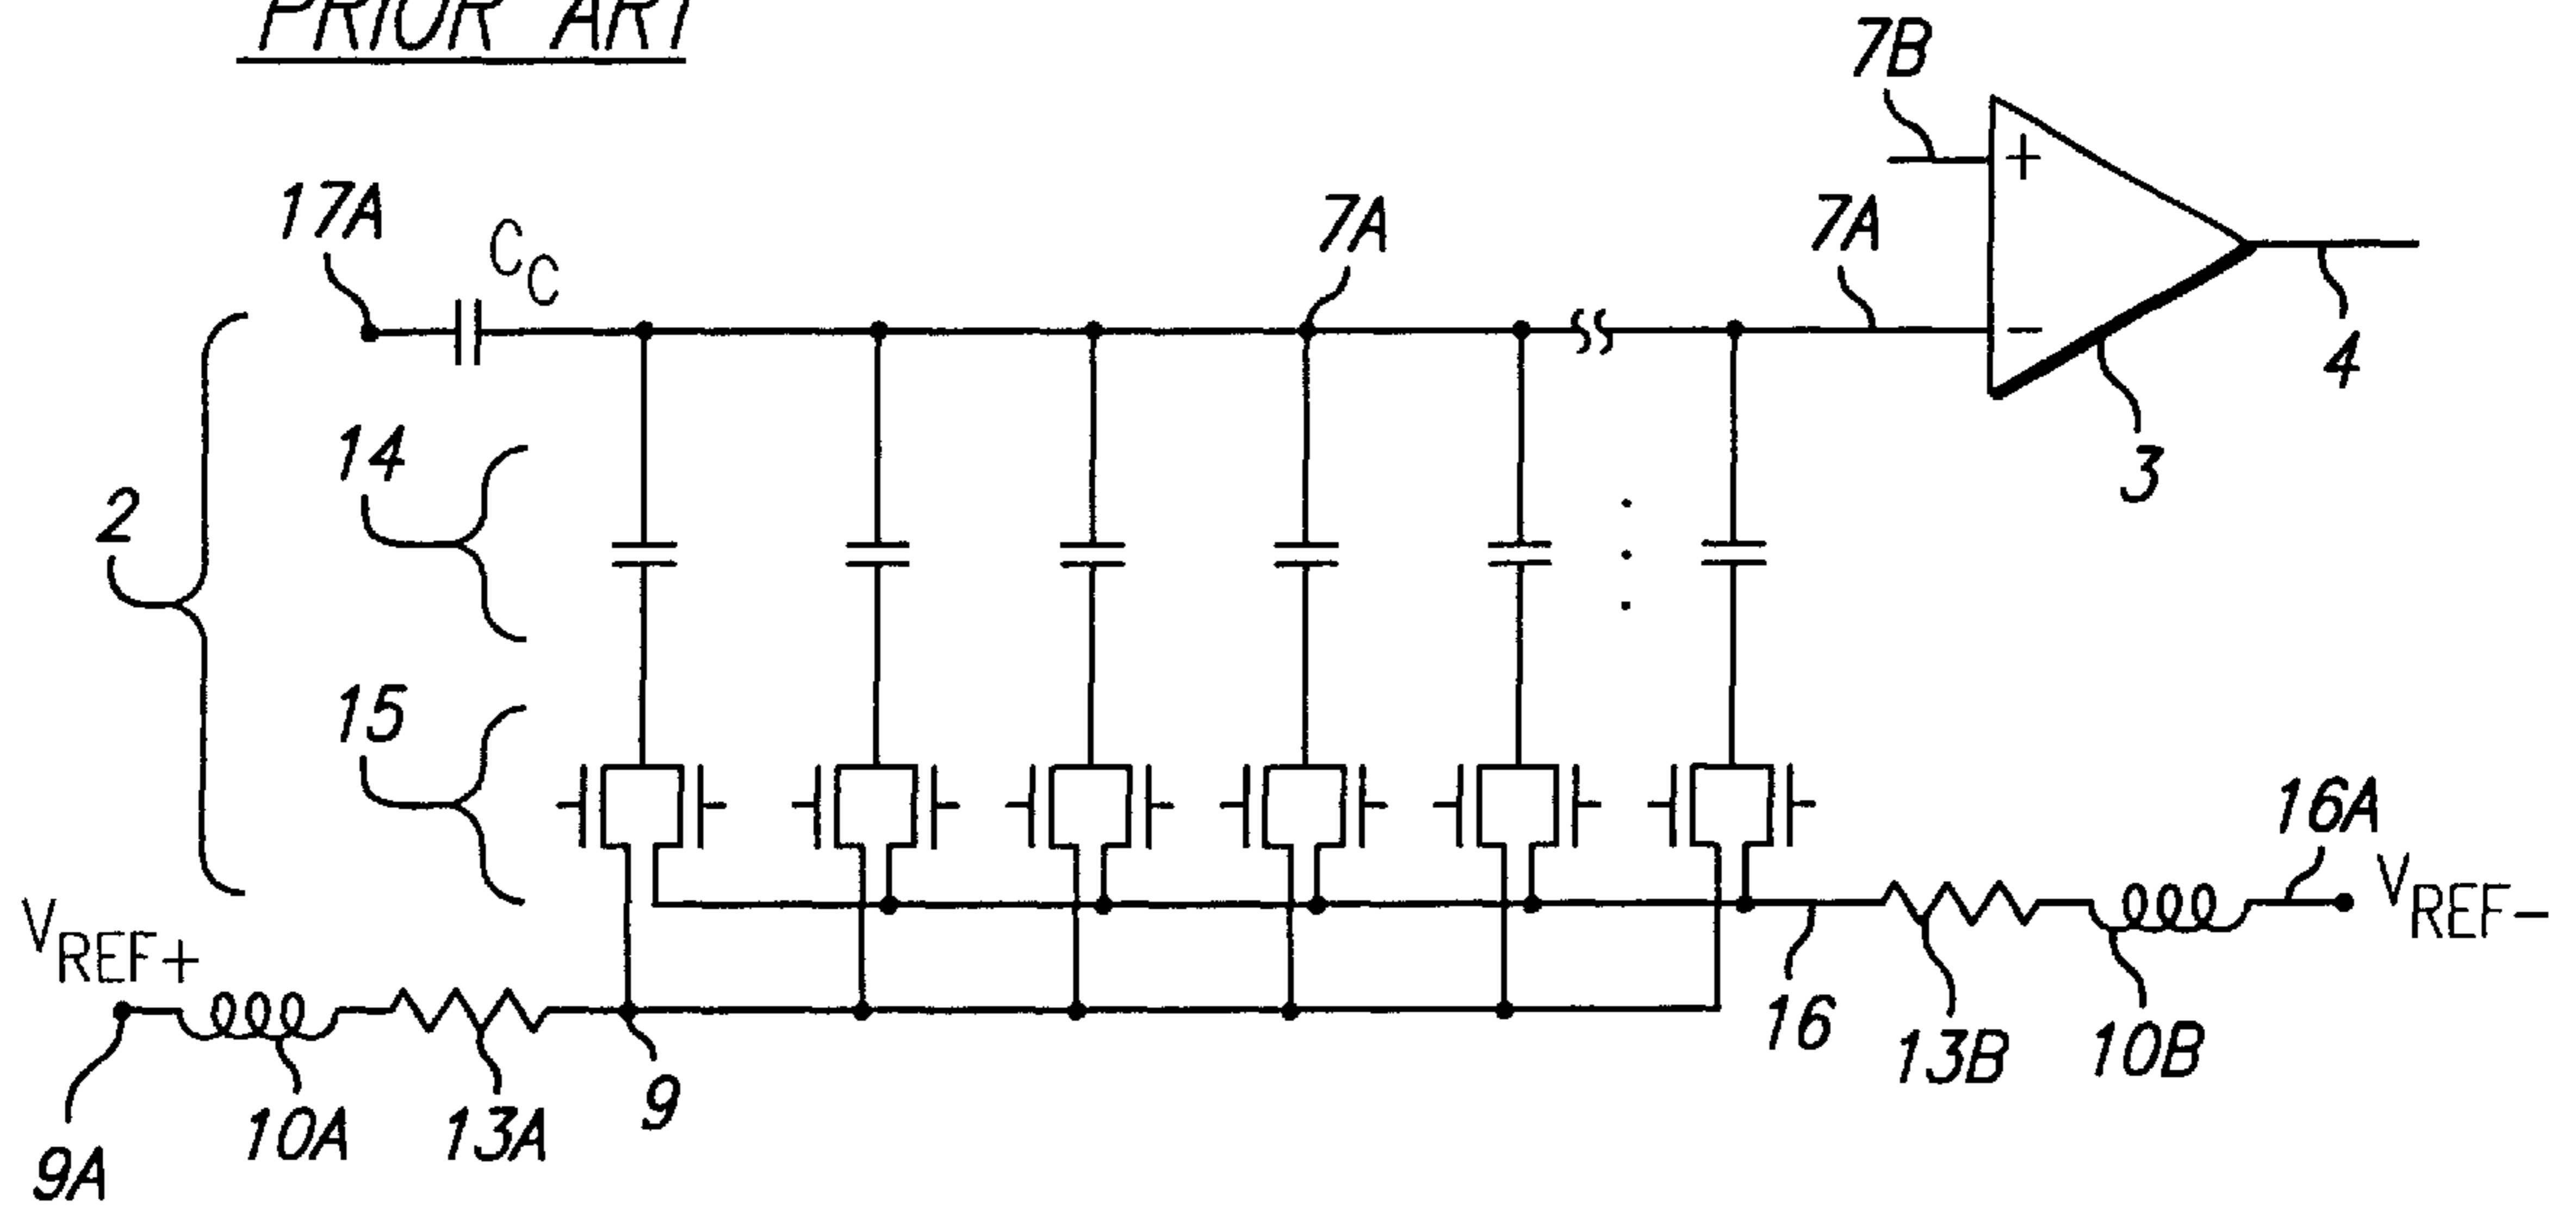 PRIOR ART
7B
+
17A
C_C
7A
7A
−
4
3
14
2
15
16A
V_REF+
V_REF−
16
13B
10B
9
10A
13A
9A